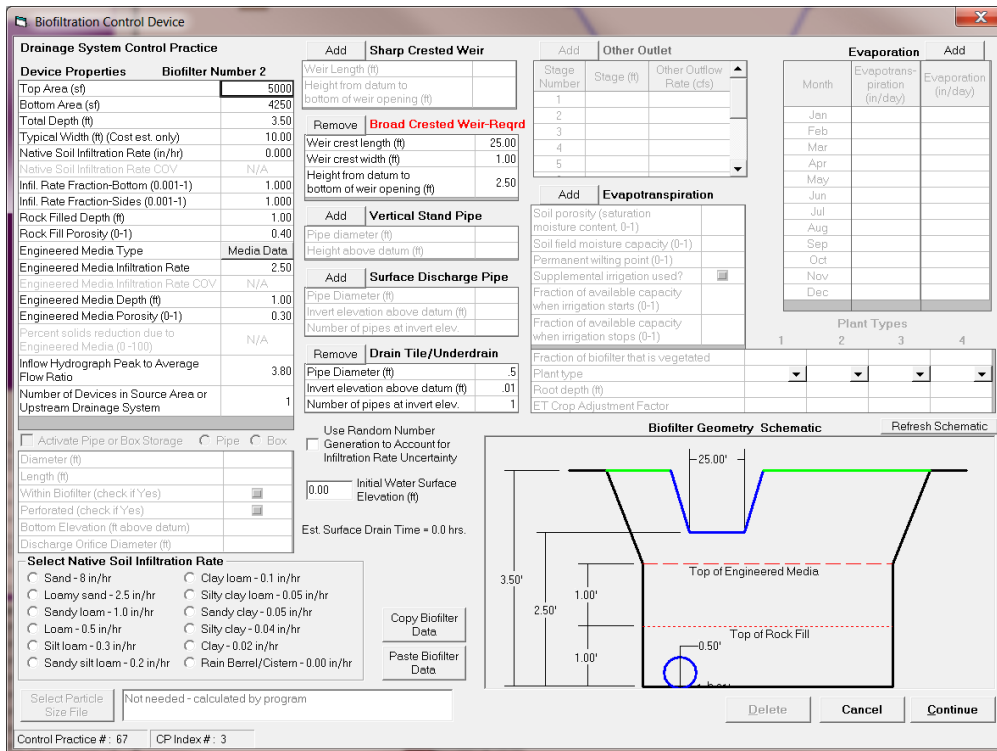 Biofiltration Control Device
Drainage System Control Practice
Device Properties Biofilter Number 2
Top Area (sf) 5000
Bottom Area (sf) 4250
Total Depth (ft) 3.50
Typical Width (ft) (Cost est. only) 10.00
Native Soil Infiltration Rate (in/hr) 0.000
Native Soil Infiltration Rate COV N/A
Infil. Rate Fraction-Bottom (0.001-1) 1.000
Infil. Rate Fraction-Sides (0.001-1) 1.000
Rock Filled Depth (ft) 1.00
Rock Fill Porosity (0-1) 0.40
Engineered Media Type Media Data
Engineered Media Infiltration Rate 2.50
Engineered Media Infiltration Rate COV N/A
Engineered Media Depth (ft) 1.00
Engineered Media Porosity (0-1) 0.30
Percent solids reduction due to
Engineered Media (0 -100) N/A
Inflow Hydrograph Peak to Average
Flow Ratio 3.80
Number of Devices in Source Area or
Upstream Drainage System 1
Activate Pipe or Box Storage Pipe Box
Diameter (ft)
Length (ft)
Within Biofilter (check if Yes)
Perforated (check if Yes)
Bottom Elevation (ft above datum)
Discharge Orifice Diameter (ft)
Select Native Soil Infiltration Rate
Sand - 8 in/hr
Loamy sand - 2.5 in/hr
Sandy loam - 1.0 in/hr
Loam - 0.5 in/hr
Silt loam - 0.3 in/hr
Sandy silt loam - 0.2 in/hr
Clay loam - 0.1 in/hr
Silty clay loam - 0.05 in/hr
Sandy clay - 0.05 in/hr
Silty clay - 0.04 in/hr
Clay - 0.02 in/hr
Rain Barrel/Cistern - 0.00 in/hr
Select Particle
Size File
Not needed - calculated by program
Control Practice # : 67 CP Index # : 3
Add Sharp Crested Weir
Weir Length (ft)
Height from datum to
bottom of weir opening (ft)
Remove Broad Crested Weir-Reqrd
Weir crest length (ft) 25.00
Weir crest width (ft) 1.00
Height from datum to
bottom of weir opening (ft) 2.50
Add Vertical Stand Pipe
Pipe diameter (ft)
Height above datum (ft)
Add Surface Discharge Pipe
Pipe Diameter (ft)
Invert elevation above datum (ft)
Number of pipes at invert elev.
Remove Drain Tile/Underdrain
Pipe Diameter (ft) .5
Invert elevation above datum (ft) .01
Number of pipes at invert elev. 1
Use Random Number
Generation to Account for
Infiltration Rate Uncertainty
0.00 Initial Water Surface
Elevation (ft)
Est. Surface Drain Time = 0.0 hrs.
Copy Biofilter
Data
Paste Biofilter
Data
Add Other Outlet
Stage
Number Stage (ft) Other Outflow
Rate (cfs)
1
2
3
4
5
Add Evapotranspiration
Soil porosity (saturation
moisture content, 0-1)
Soil field moisture capacity (0-1)
Permanent wilting point (0-1)
Supplemental irrigation used?
Fraction of available capacity
when irrigation starts (0-1)
Fraction of available capacity
when irrigation stops (0-1)
Fraction of biofilter that is vegetated
Plant type
Root depth (ft)
ET Crop Adjustment Factor
Evaporation Add
Month Evapotrans-
piration
(in/day) Evaporation
(in/day)
Jan
Feb
Mar
Apr
May
Jun
Jul
Aug
Sep
Oct
Nov
Dec
Plant Types
1 2 3 4
Biofilter Geometry Schematic Refresh Schematic
25.00'
3.50'
2.50'
Top of Engineered Media
1.00'
Top of Rock Fill
0.50'
1.00'
Delete Cancel Continue